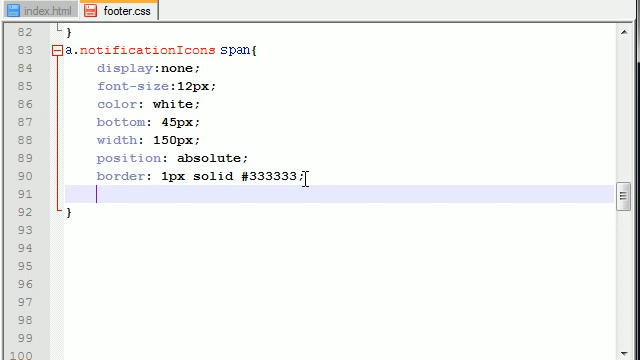 index.html footer.css
82 }
83 a.notificationIcons span{
84 display:none;
85 font-size:12px;
86 color: white;
87 bottom: 45px;
88 width: 150px;
89 position: absolute;
90 border: 1px solid #333333;
91
92 }
93
94
95
96
97
98
99
100